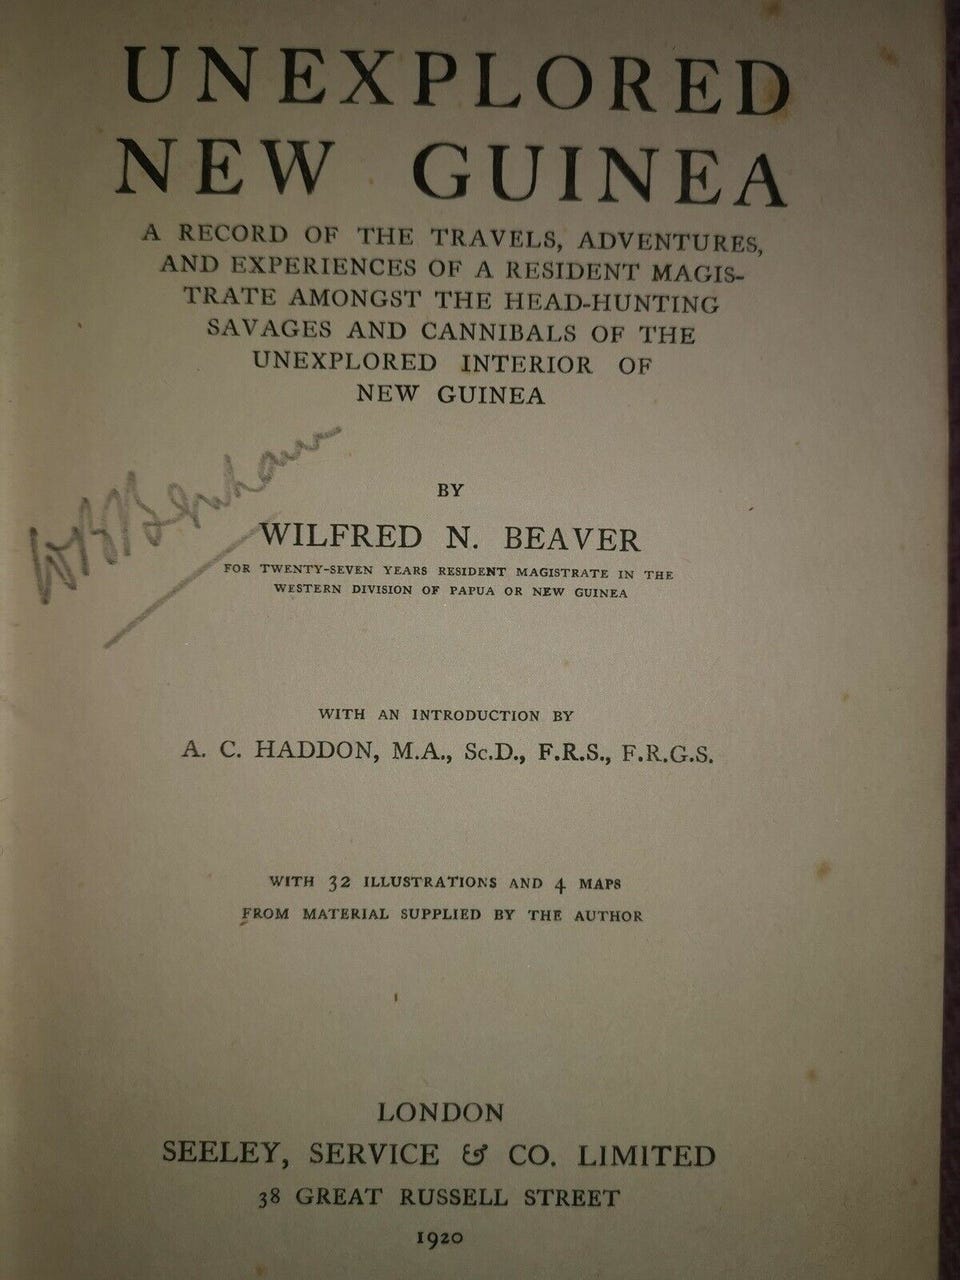 UNEXPLORED
NEW GUINEA
A RECORD OF THE TRAVELS, ADVENTURES,
AND EXPERIENCES OF A RESIDENT MAGIS-
TRATE AMONGST THE HEAD-HUNTING
SAVAGES AND CANNIBALS OF THE
UNEXPLORED INTERIOR OF
NEW GUINEA
BY
WILFRED N. BEAVER
FOR TWENTY-SEVEN YEARS RESIDENT MAGISTRATE IN THE
WESTERN DIVISION OF PAPUA OR NEW GUINEA
WITH AN INTRODUCTION BY
A. C. HADDON, M.A., Sc.D., F.R.S., F.R.G.S.
WITH 32 ILLUSTRATIONS AND 4 MAPS
FROM MATERIAL SUPPLIED BY THE AUTHOR
LONDON
SEELEY, SERVICE & CO. LIMITED
38 GREAT RUSSELL STREET
1920